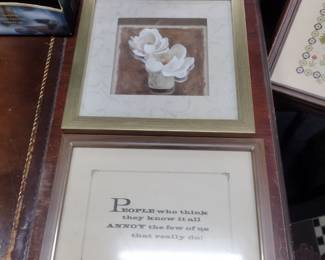 PEOPLE who think
they know it all
ANNOY the few of us
that really do!